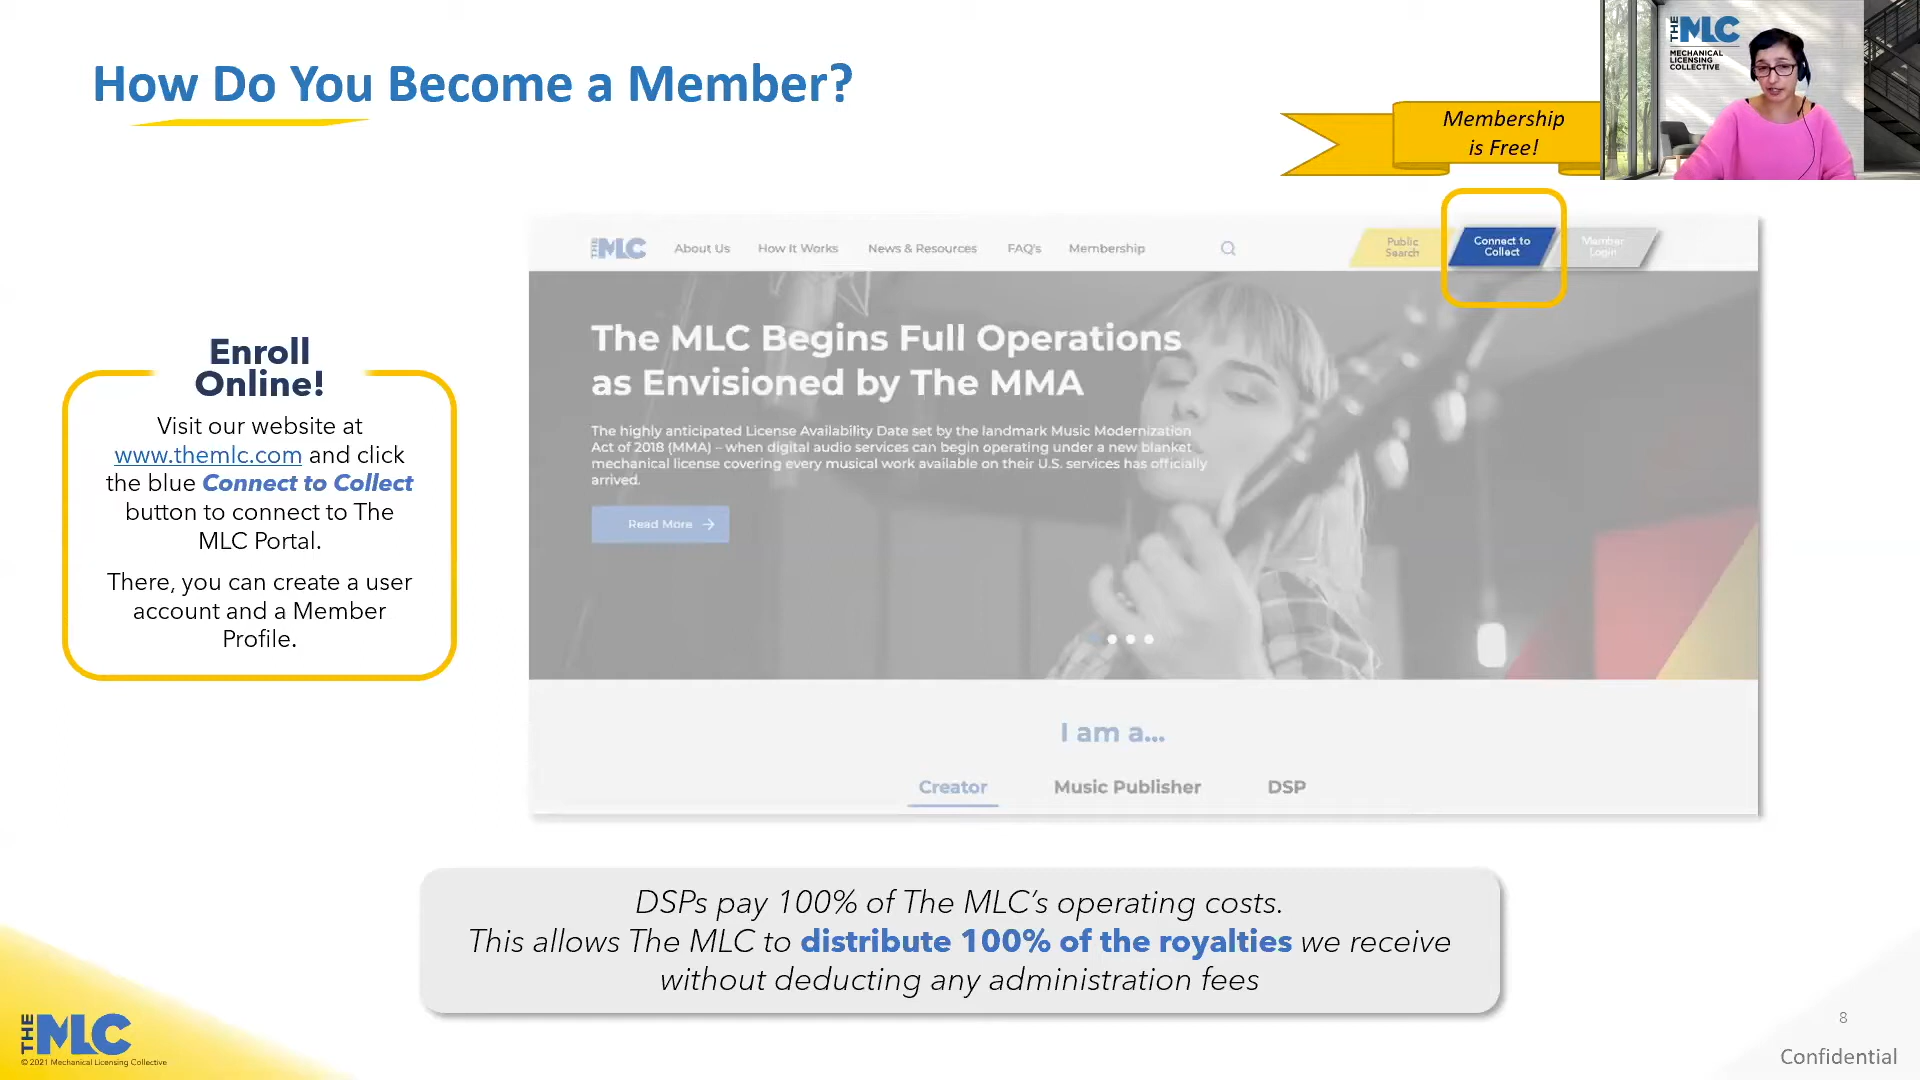 How Do You Become a Member?
Membership
is Free!
THE MLC
MECHANICAL
LICENSING
COLLECTIVE
THE MLC
About Us
How It Works
News & Resources
FAQ's
Membership
Public
Search
Connect to
Collect
Member
Login
The MLC Begins Full Operations
as Envisioned by The MMA
The highly anticipated License Availability Date set by the landmark Music Modernization
Act of 2018 (MMA) – when digital audio services can begin operating under a new blanket
mechanical license covering every musical work available on their U.S. services has officially
arrived.
Read More
I am a...
Creator
Music Publisher
DSP
Enroll
Online!
Visit our website at
www.themlc.com and click
the blue Connect to Collect
button to connect to The
MLC Portal.
There, you can create a user
account and a Member
Profile.
DSPs pay 100% of The MLC’s operating costs.
This allows The MLC to distribute 100% of the royalties we receive
without deducting any administration fees
THE MLC
© 2021 Mechanical Licensing Collective
8
Confidential